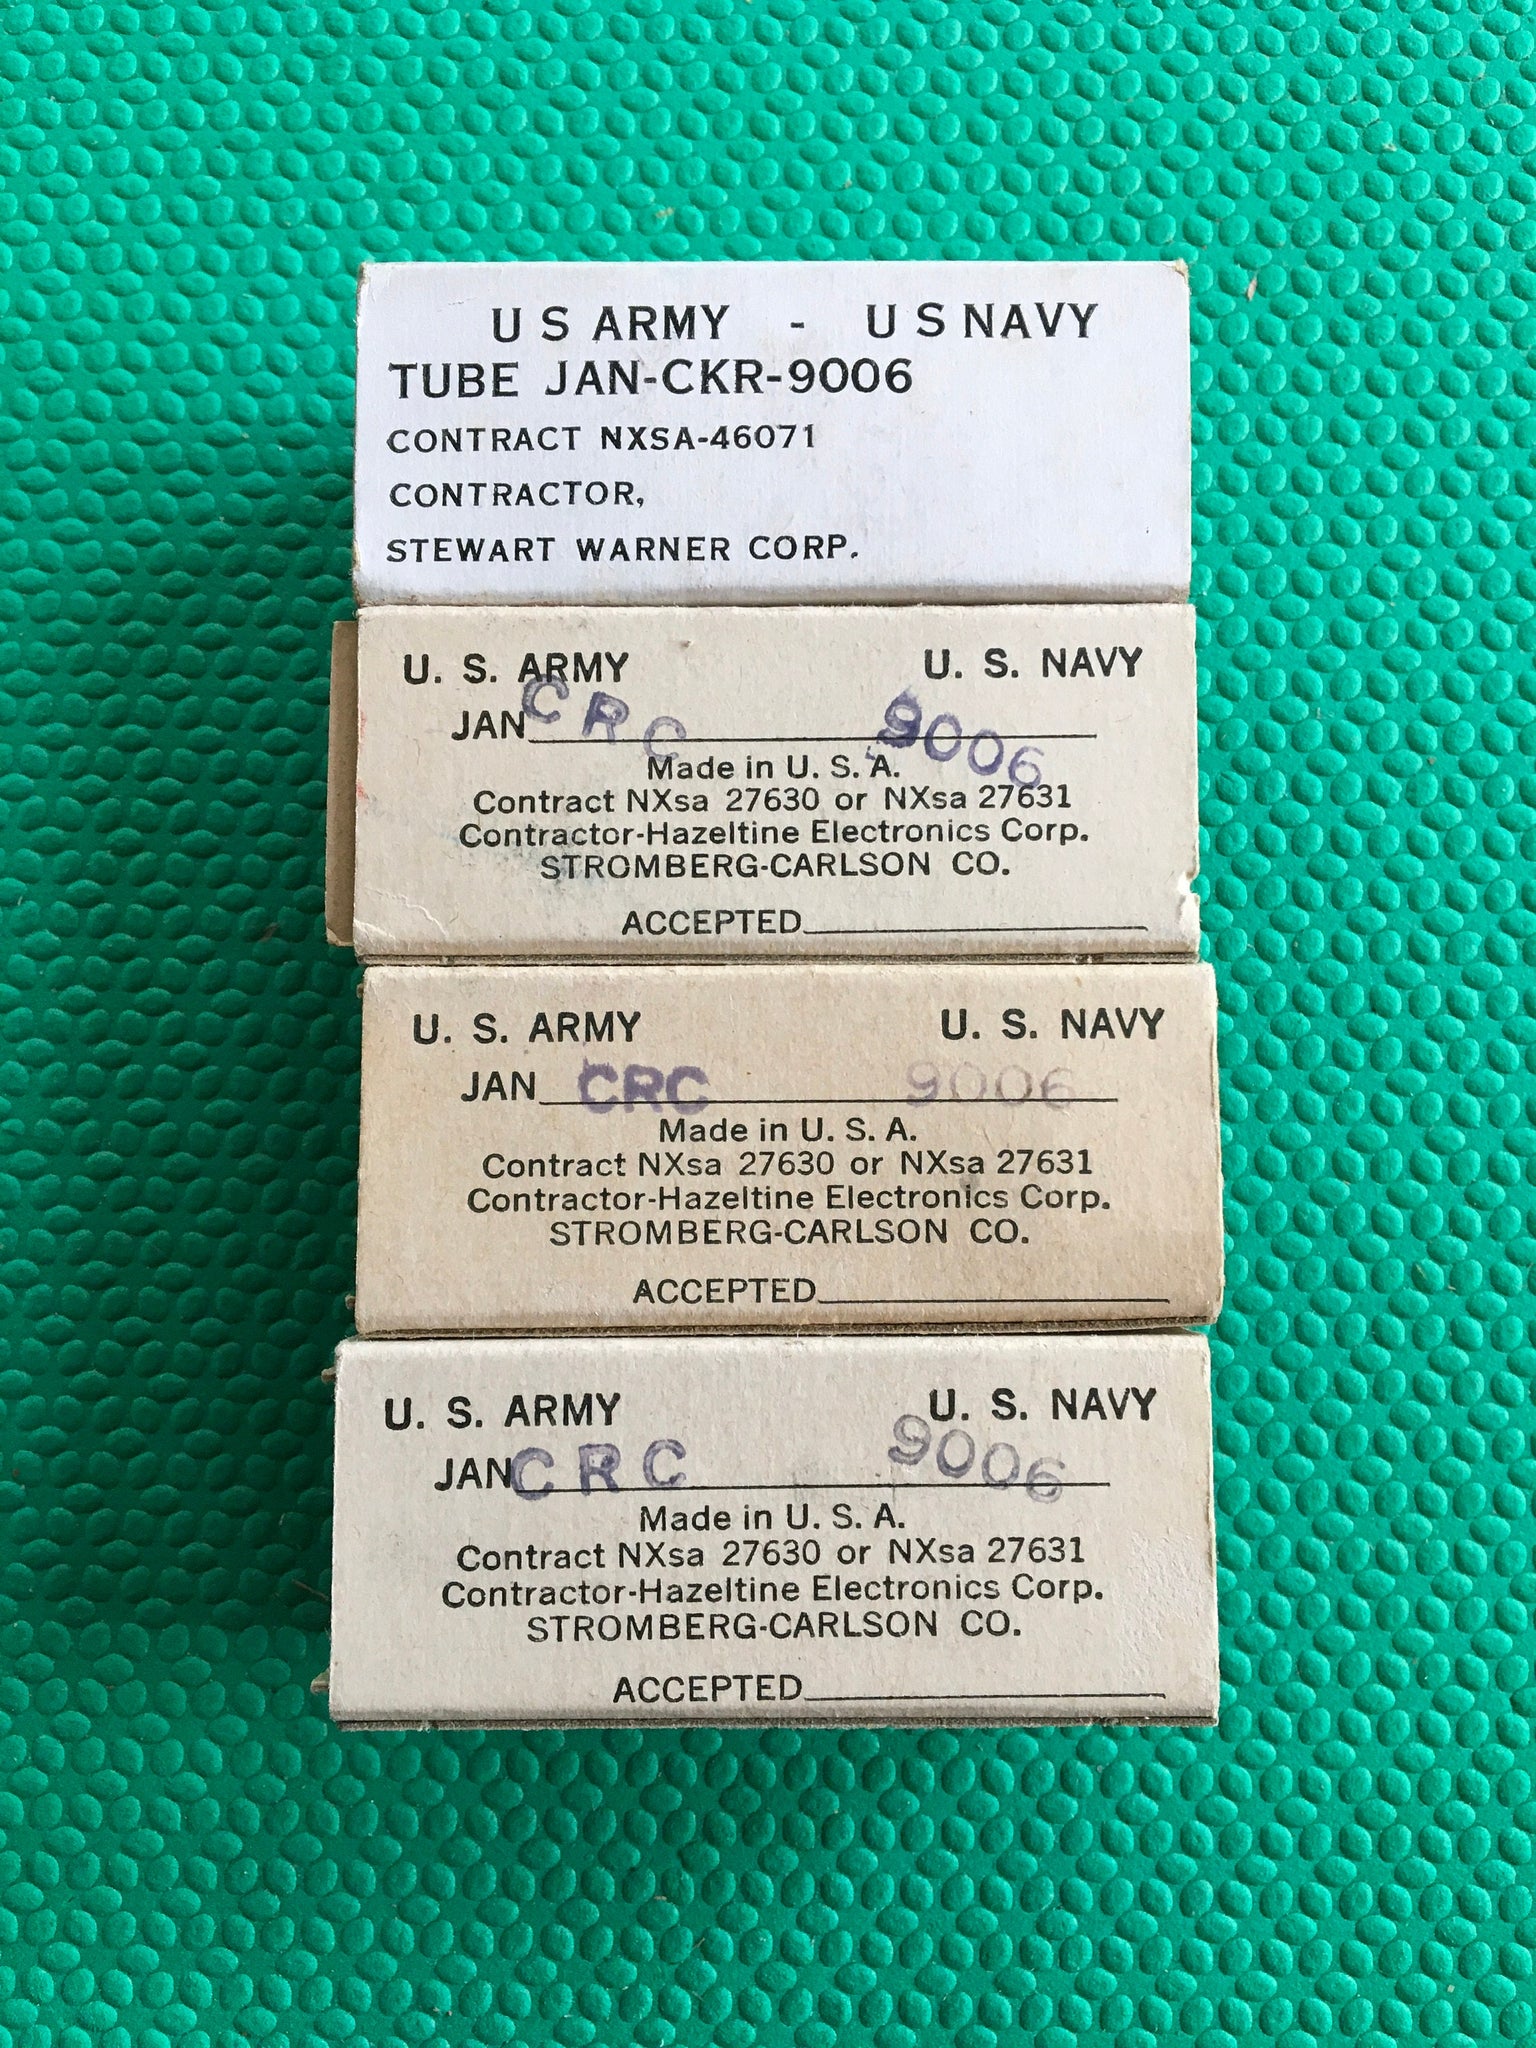 U S ARMY - U S NAVY
TUBE JAN-CKR-9006
CONTRACT NXSA-46071
CONTRACTOR,
STEWART WARNER CORP.
U. S. ARMY U. S. NAVY
JAN CRC 9006
Made in U. S. A.
Contract NXsa 27630 or NXsa 27631
Contractor-Hazeltine Electronics Corp.
STROMBERG-CARLSON CO.
ACCEPTED
U. S. ARMY U. S. NAVY
JAN CRC 9006
Made in U. S. A.
Contract NXsa 27630 or NXsa 27631
Contractor-Hazeltine Electronics Corp.
STROMBERG-CARLSON CO.
ACCEPTED
U. S. ARMY U. S. NAVY
JAN CRC 9006
Made in U. S. A.
Contract NXsa 27630 or NXsa 27631
Contractor-Hazeltine Electronics Corp.
STROMBERG-CARLSON CO.
ACCEPTED